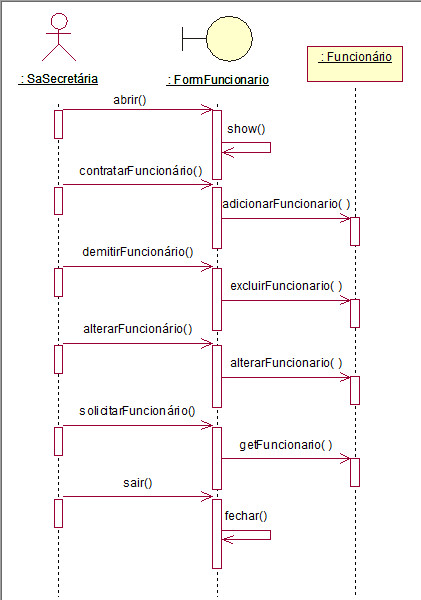 : SaSecretária
: FormFuncionario
: Funcionário
abrir()
show()
contratarFuncionário()
adicionarFuncionario( )
demitirFuncionário()
excluirFuncionario( )
alterarFuncionário()
alterarFuncionario( )
solicitarFuncionário()
getFuncionario( )
sair()
fechar()